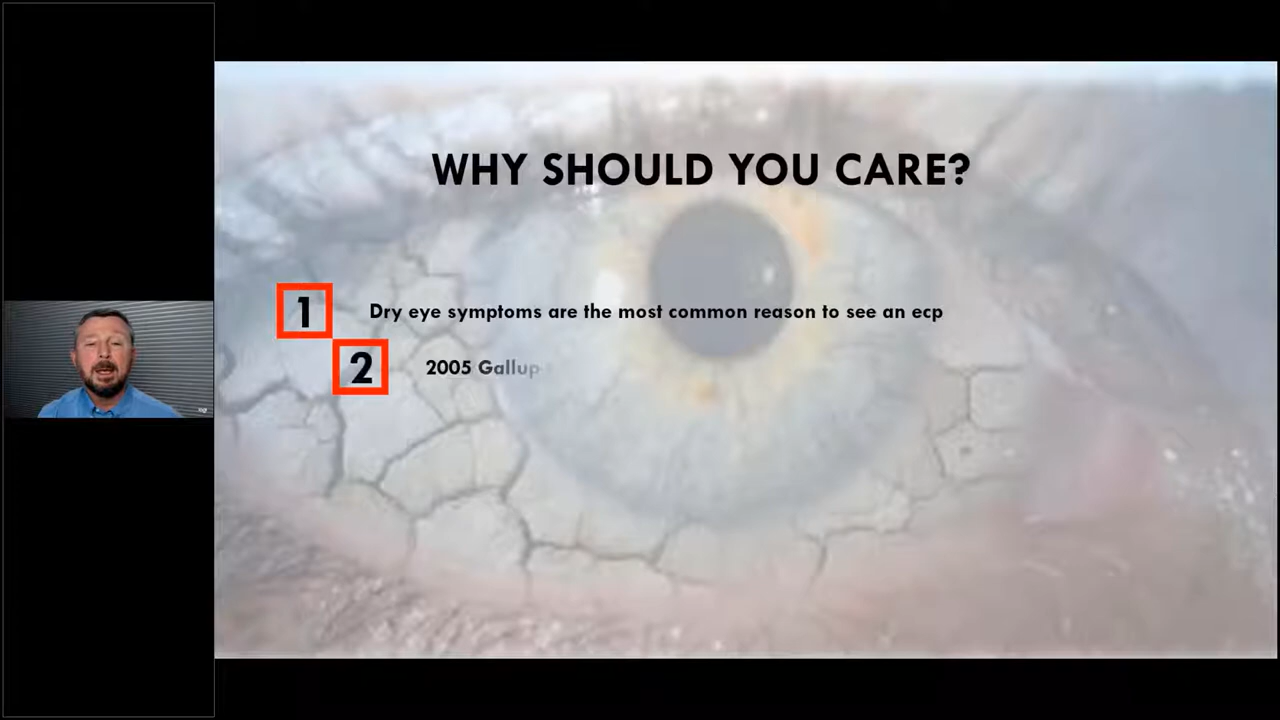 WHY SHOULD YOU CARE?
1 Dry eye symptoms are the most common reason to see an ecp
2 2005 Gallup